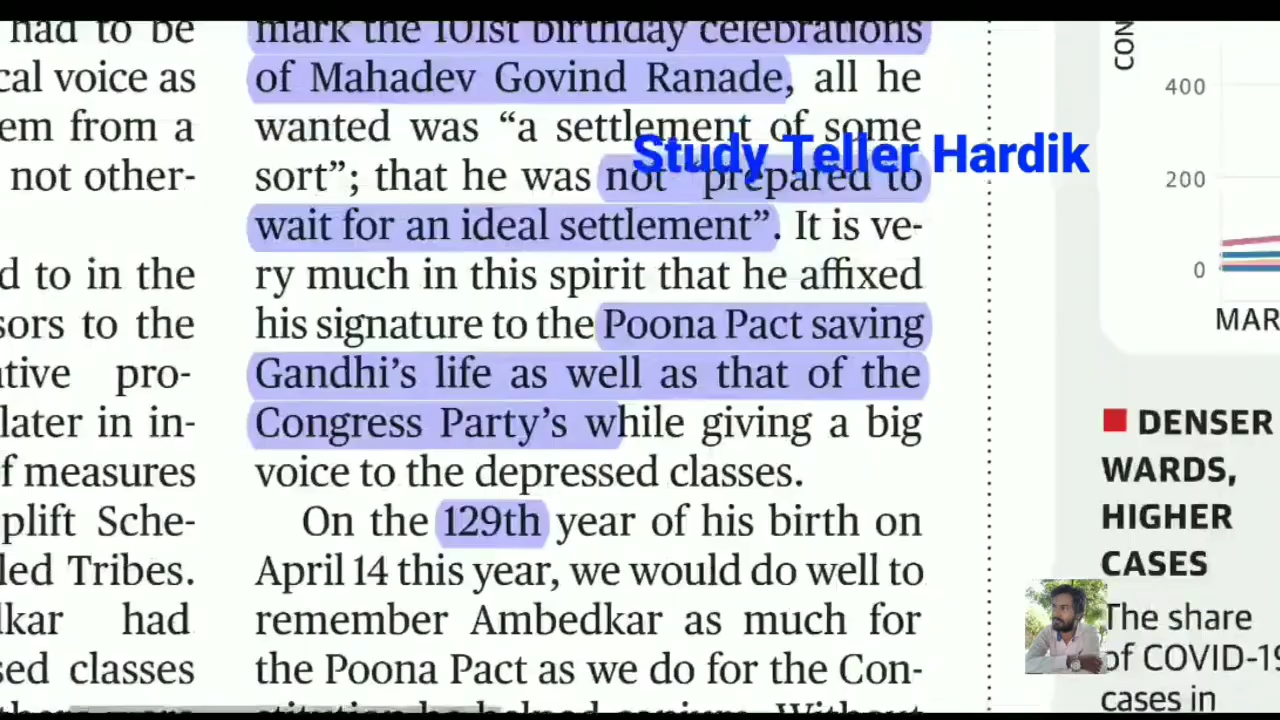 had to be
cal voice as
em from a
not other-
d to in the
sors to the
ative pro-
later in in-
f measures
plift Sche-
led Tribes.
kar had
sed classes
mark the 101st birthday celebrations
of Mahadev Govind Ranade, all he
wanted was “a settlement of some
sort”; that he was not “prepared to
wait for an ideal settlement”. It is ve-
ry much in this spirit that he affixed
his signature to the Poona Pact saving
Gandhi’s life as well as that of the
Congress Party’s while giving a big
voice to the depressed classes.
On the 129th year of his birth on
April 14 this year, we would do well to
remember Ambedkar as much for
the Poona Pact as we do for the Con-
stitution he helped conjure. Without
Study Teller Hardik
CON
400
200
0
MAR
DENSER
WARDS,
HIGHER
CASES
The share
of COVID-19
cases in